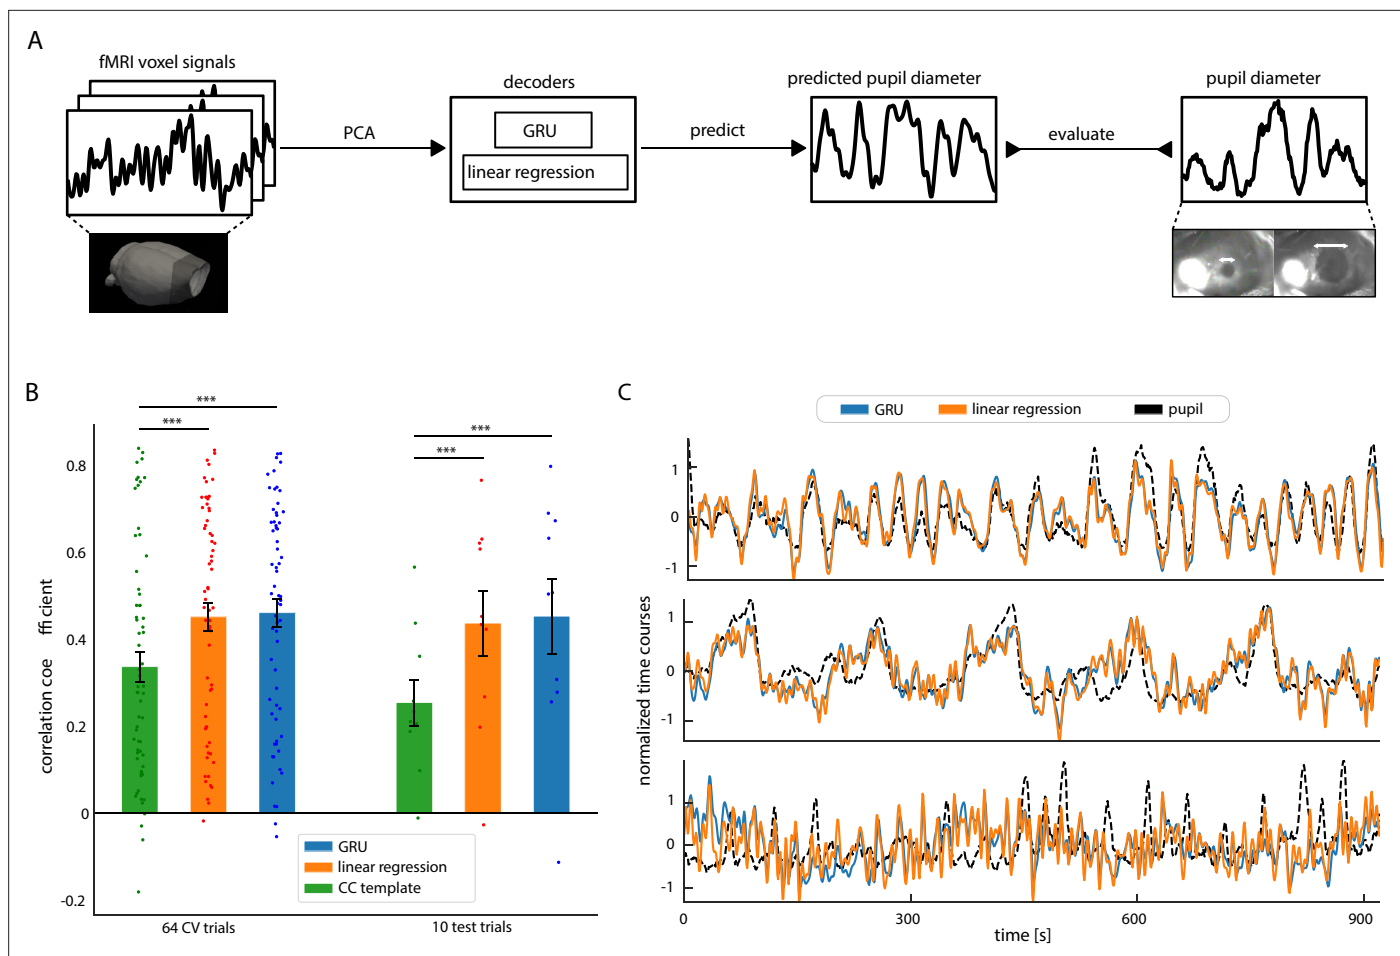 A
fMRI voxel signals
PCA
decoders
GRU
linear regression
predict
predicted pupil diameter
evaluate
pupil diameter
B
correlation coe ffi cient
0.8
0.6
0.4
0.2
0
-0.2
***
***
***
***
GRU
linear regression
CC template
64 CV trials
10 test trials
C
GRU
linear regression
pupil
normalized time courses
1
0
-1
1
0
-1
1
0
-1
0
300
600
900
time [s]